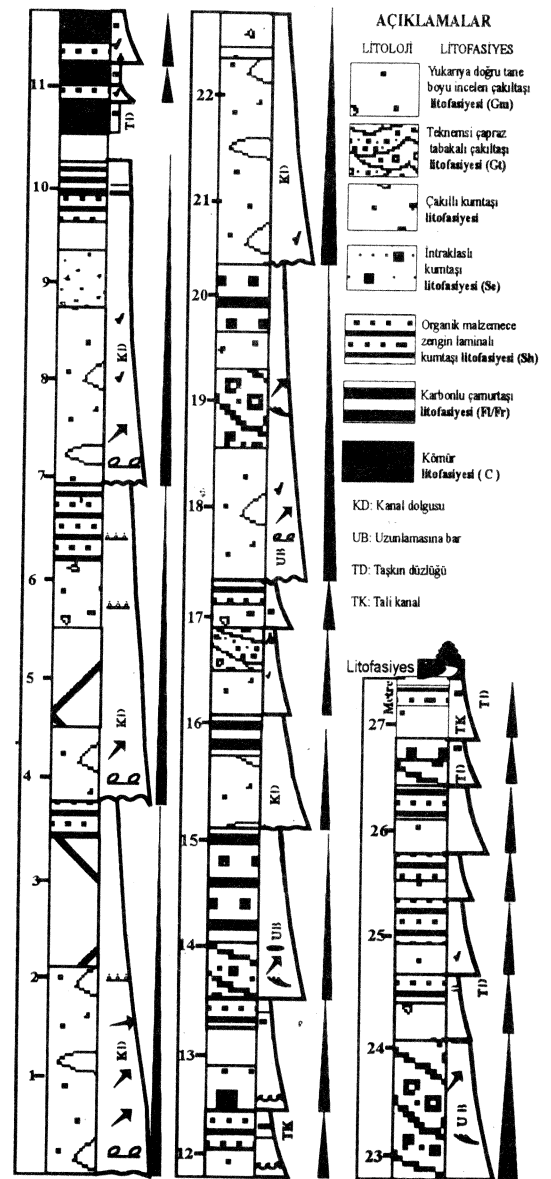 AÇIKLAMALAR
LİTOLOJİ LİTOFASİYES
Yukarıya doğru tane
boyu incelen çakıltaşı
litofasiyesi (Gm)
Teknemsi çapraz
tabakalı çakıltaşı
litofasiyesi (Gt)
Çakıllı kumtaşı
litofasiyesi
İntraklaslı
kumtaşı
litofasiyesi (Se)
Organik malzemece
zengin laminalı
kumtaşı litofasiyesi (Sh)
Karbonlu çamurtaşı
litofasiyesi (Fl/Fr)
Kömür
litofasiyesi ( C )
KD: Kanal dolgusu
UB: Uzunlamasına bar
TD: Taşkın düzlüğü
TK: Tali kanal
11
TD
10
9
KD
8
7
6
5
KD
4
3
2
KD
1
22
KD
21
20
19
18
UB
17
16
KD
15
UB
14
13
TK
12
Litofasiyes
Metre
TD
27
TK
TD
26
25
TD
24
UB
23